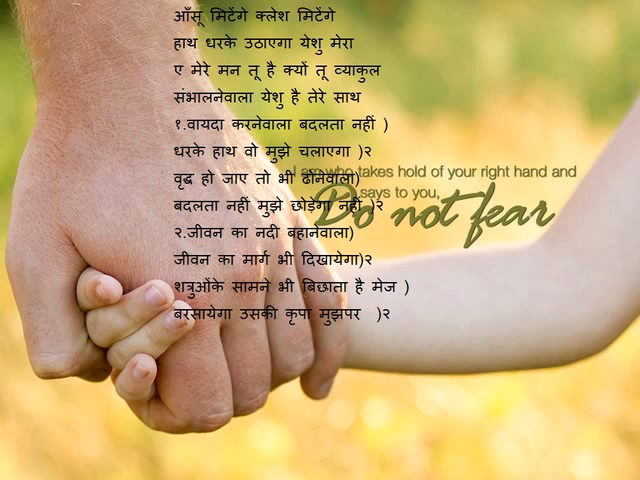 आँसू मिटेंगे क्लेश मिटेंगे
हाथ धरके उठाएगा येशु मेरा
ए मेरे मन तू है क्यों तू व्याकुल
संभालनेवाला येशु है तेरे साथ
१.वायदा करनेवाला बदलता नहीं )
धरके हाथ वो मुझे चलाएगा )२
वृद्ध हो जाए तो भी ढोनेवाला)
बदलता नहीं मुझे छोड़ेगा नहीं )२
२.जीवन का नदी बहानेवाला)
जीवन का मार्ग भी दिखायेगा)२
शत्रुओंके सामने भी बिछाता है मेज )
बरसायेगा उसकी कृपा मुझपर )२
I am who takes hold of your right hand and
says to you,
Do not fear